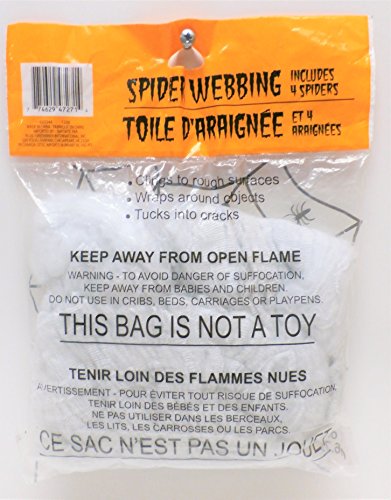 SPIDER WEBBING INCLUDES
4 SPIDERS
TOILE D'ARAIGNÉE ET 4
ARAIGNÉES
7 74629 47271
• Clings to rough surfaces
• Wraps around objects
• Tucks into cracks
KEEP AWAY FROM OPEN FLAME
WARNING - TO AVOID DANGER OF SUFFOCATION,
KEEP AWAY FROM BABIES AND CHILDREN.
DO NOT USE IN CRIBS, BEDS, CARRIAGES OR PLAYPENS.
THIS BAG IS NOT A TOY
TENIR LOIN DES FLAMMES NUES
AVERTISSEMENT - POUR ÉVITER TOUT RISQUE DE SUFFOCATION,
TENIR LOIN DES BÉBÉS ET DES ENFANTS.
NE PAS UTILISER DANS LES BERCEAUX,
LES LITS, LES CARROSSES OU LES PARCS.
CE SAC N'EST PAS UN JOUET